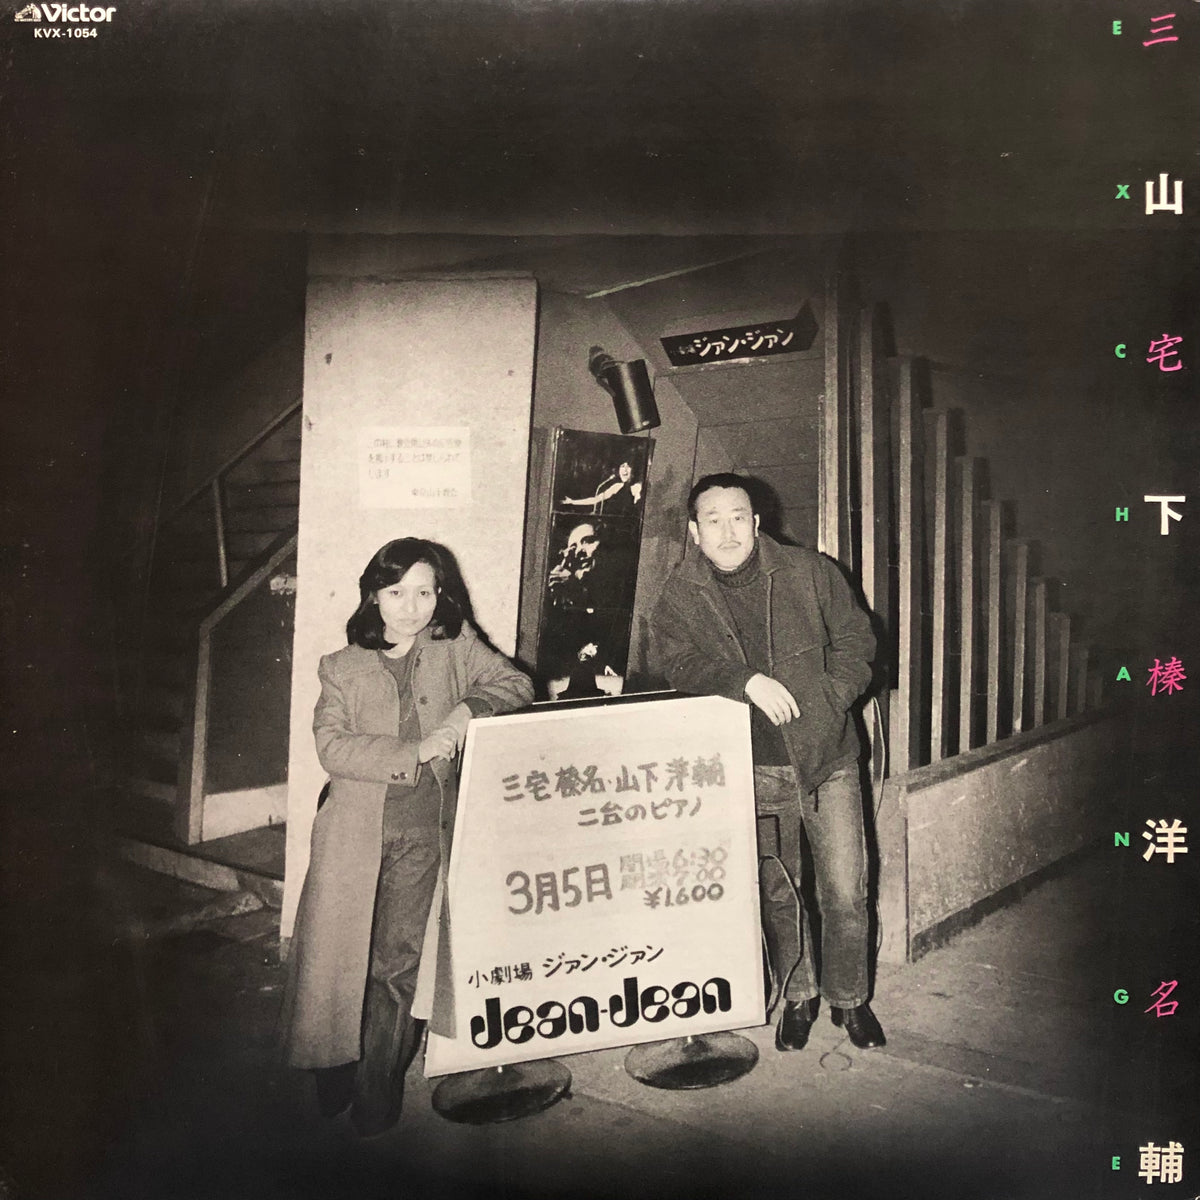 Victor
KVX-1054
三山宅下榛洋名輔
EXCHANGE
ジァン・ジァン
三宅榛名・山下洋輔
二台のピアノ
3月5日
開場6:30
開演7:00
¥1.600
小劇場 ジァン・ジァン
Jean-Jean